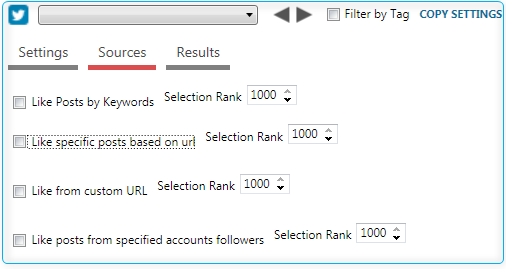 Filter by Tag COPY SETTINGS
Settings Sources Results
Like Posts by Keywords Selection Rank 1000
Like specific posts based on url Selection Rank 1000
Like from custom URL Selection Rank 1000
Like posts from specified accounts followers Selection Rank 1000